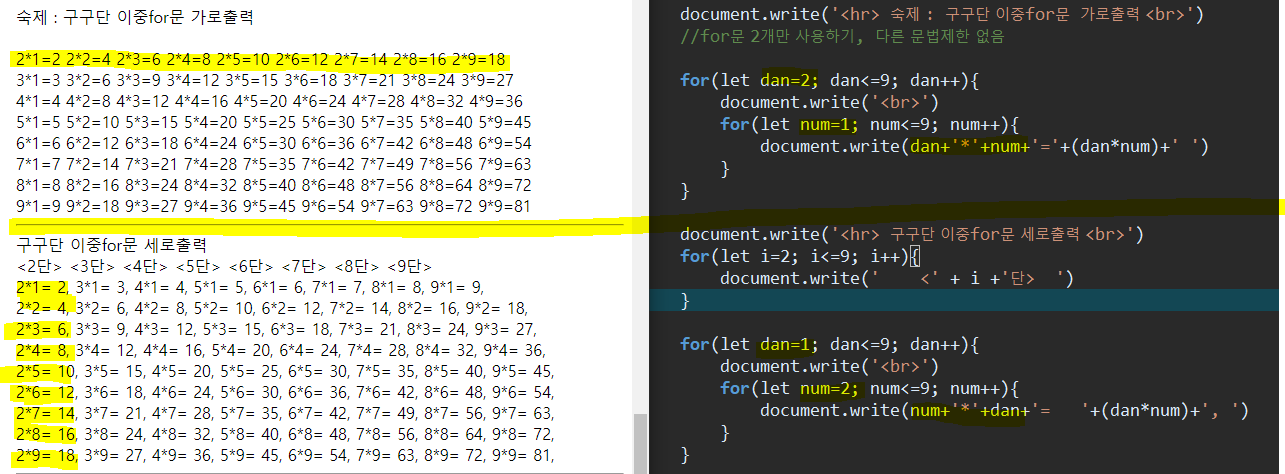 숙제 : 구구단 이중for문 가로출력
2*1=2 2*2=4 2*3=6 2*4=8 2*5=10 2*6=12 2*7=14 2*8=16 2*9=18
3*1=3 3*2=6 3*3=9 3*4=12 3*5=15 3*6=18 3*7=21 3*8=24 3*9=27
4*1=4 4*2=8 4*3=12 4*4=16 4*5=20 4*6=24 4*7=28 4*8=32 4*9=36
5*1=5 5*2=10 5*3=15 5*4=20 5*5=25 5*6=30 5*7=35 5*8=40 5*9=45
6*1=6 6*2=12 6*3=18 6*4=24 6*5=30 6*6=36 6*7=42 6*8=48 6*9=54
7*1=7 7*2=14 7*3=21 7*4=28 7*5=35 7*6=42 7*7=49 7*8=56 7*9=63
8*1=8 8*2=16 8*3=24 8*4=32 8*5=40 8*6=48 8*7=56 8*8=64 8*9=72
9*1=9 9*2=18 9*3=27 9*4=36 9*5=45 9*6=54 9*7=63 9*8=72 9*9=81
구구단 이중for문 세로출력
<2단> <3단> <4단> <5단> <6단> <7단> <8단> <9단>
2*1= 2, 3*1= 3, 4*1= 4, 5*1= 5, 6*1= 6, 7*1= 7, 8*1= 8, 9*1= 9,
2*2= 4, 3*2= 6, 4*2= 8, 5*2= 10, 6*2= 12, 7*2= 14, 8*2= 16, 9*2= 18,
2*3= 6, 3*3= 9, 4*3= 12, 5*3= 15, 6*3= 18, 7*3= 21, 8*3= 24, 9*3= 27,
2*4= 8, 3*4= 12, 4*4= 16, 5*4= 20, 6*4= 24, 7*4= 28, 8*4= 32, 9*4= 36,
2*5= 10, 3*5= 15, 4*5= 20, 5*5= 25, 6*5= 30, 7*5= 35, 8*5= 40, 9*5= 45,
2*6= 12, 3*6= 18, 4*6= 24, 5*6= 30, 6*6= 36, 7*6= 42, 8*6= 48, 9*6= 54,
2*7= 14, 3*7= 21, 4*7= 28, 5*7= 35, 6*7= 42, 7*7= 49, 8*7= 56, 9*7= 63,
2*8= 16, 3*8= 24, 4*8= 32, 5*8= 40, 6*8= 48, 7*8= 56, 8*8= 64, 9*8= 72,
2*9= 18, 3*9= 27, 4*9= 36, 5*9= 45, 6*9= 54, 7*9= 63, 8*9= 72, 9*9= 81,
document.write('<hr> 숙제 : 구구단 이중for문 가로출력 <br>')
//for문 2개만 사용하기, 다른 문법제한 없음
for(let dan=2; dan<=9; dan++){
    document.write('<br>')
    for(let num=1; num<=9; num++){
        document.write(dan+'*'+num+'='+(dan*num)+' ')
    }
}
document.write('<hr> 구구단 이중for문 세로출력 <br>')
for(let i=2; i<=9; i++){
    document.write('    <' + i +'단>  ')
}
for(let dan=1; dan<=9; dan++){
    document.write('<br>')
    for(let num=2; num<=9; num++){
        document.write(num+'*'+dan+'=   '+(dan*num)+', ')
    }
}